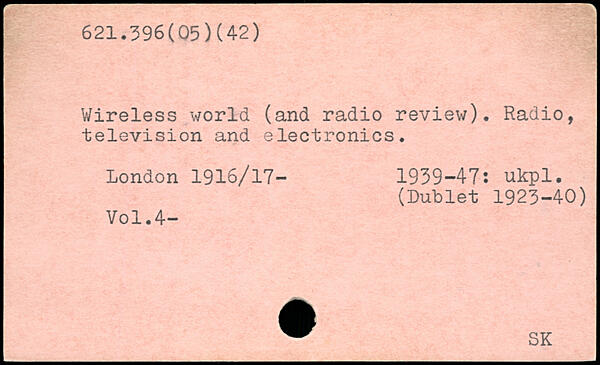 621.396(05)(42)
Wireless world (and radio review). Radio,
television and electronics.
London 1916/17- 1939-47: ukpl.
(Dublet 1923-40)
Vol.4-
SK